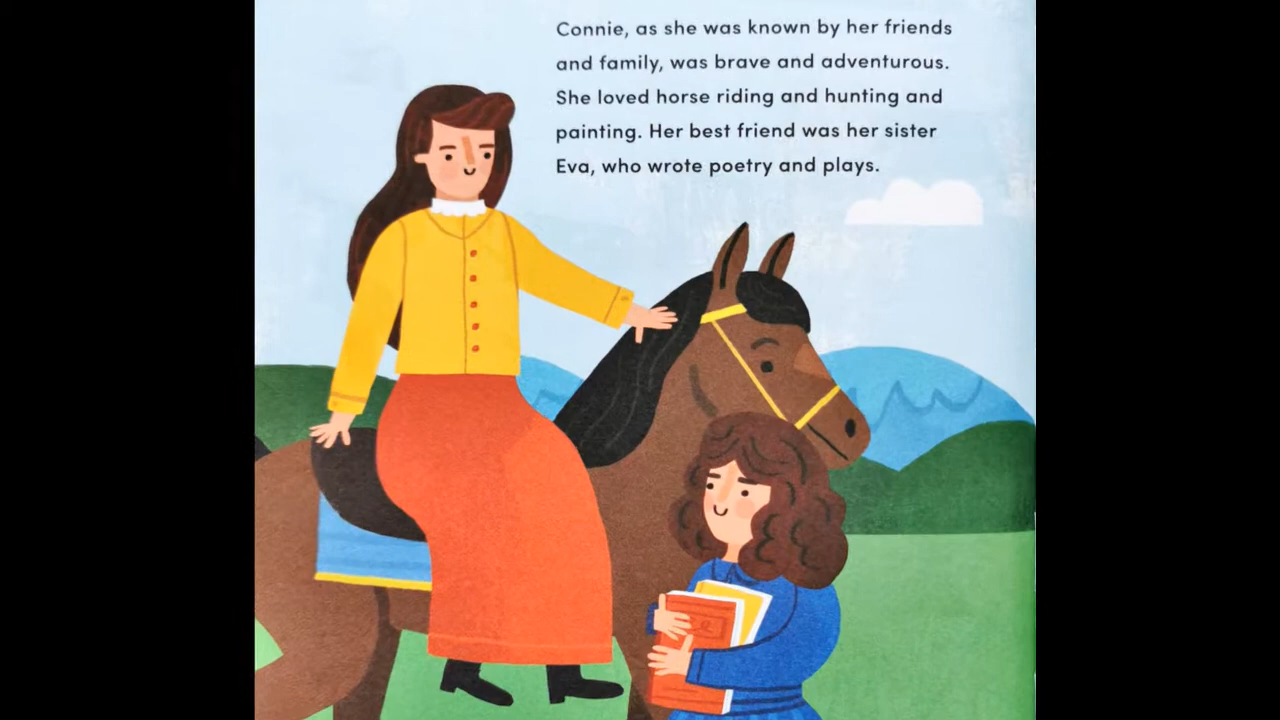 Connie, as she was known by her friends
and family, was brave and adventurous.
She loved horse riding and hunting and
painting. Her best friend was her sister
Eva, who wrote poetry and plays.